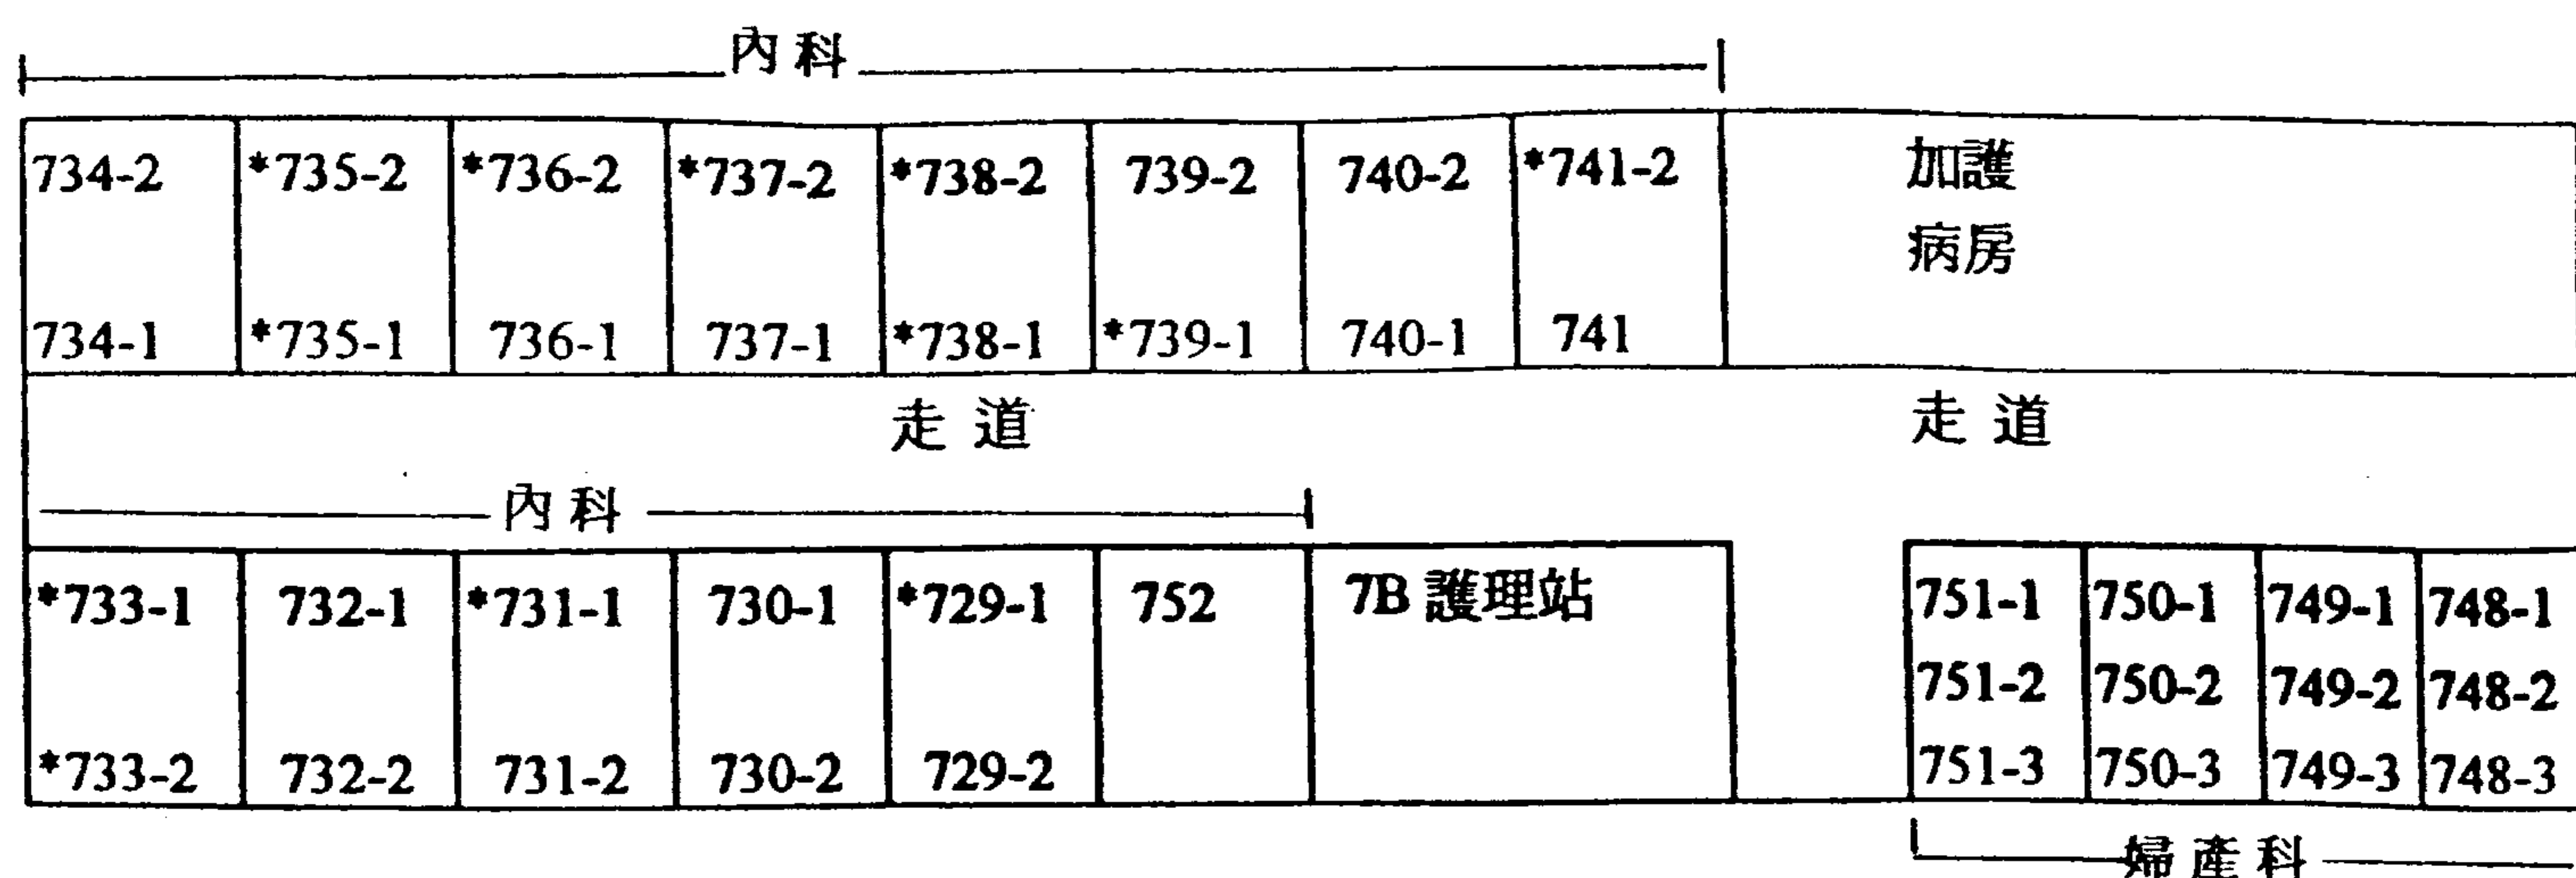 內科
734-2 *735-2 *736-2 *737-2 *738-2 739-2 740-2 *741-2 加護
病房
734-1 *735-1 736-1 737-1 *738-1 *739-1 740-1 741
走道 走道
內科
*733-1 732-1 *731-1 730-1 *729-1 752 7B 護理站 751-1 750-1 749-1 748-1
751-2 750-2 749-2 748-2
*733-2 732-2 731-2 730-2 729-2 751-3 750-3 749-3 748-3
婦產科